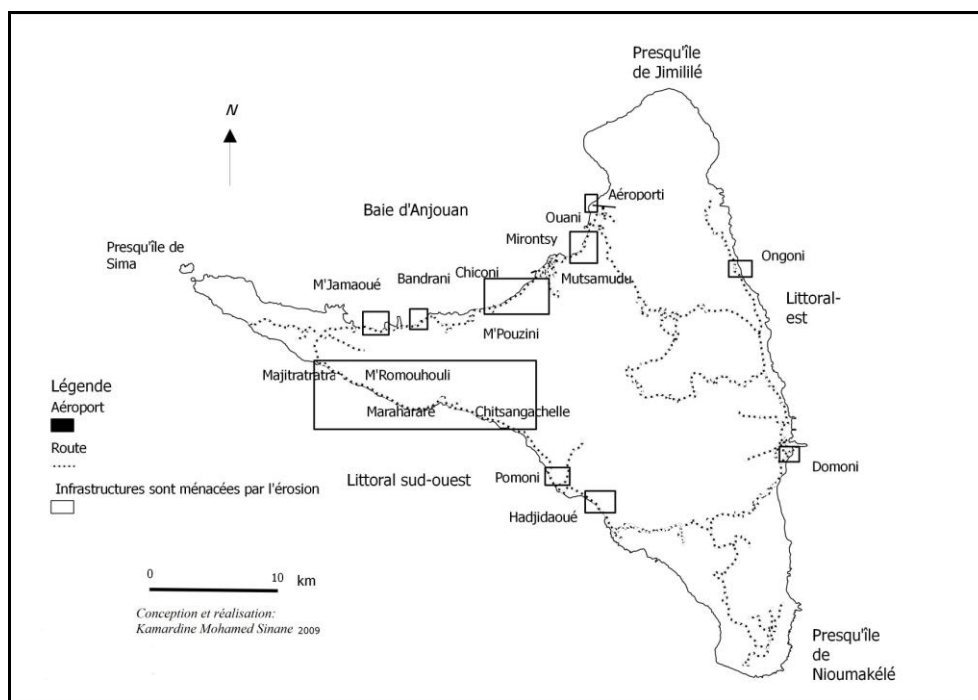 Presqu'île
de Jimililé
N
Aéroporti
Baie d'Anjouan
Ouani
Mirontsy
Presqu'île de
Sima
Ongoni
Chiconi
Bandrani
Mutsamudu
M'Jamaoué
Littoral-
est
M'Pouzini
Majitratratra
M'Romouhouli
Légende
Aéroport
Maraharare
Chitsangachelle
Route
Domoni
Littoral sud-ouest
Pomoni
Infrastructures sont ménacées par l'érosion
Hadjidaoué
0 10 km
Conception et réalisation:
Kamardine Mohamed Sinane 2009
Presqu'île
de
Nioumakélé